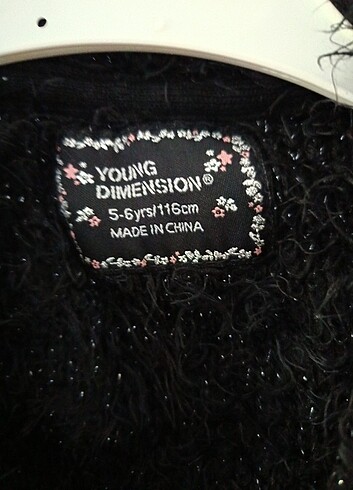 YOUNG
DIMENSION®
5-6yrs/116cm
MADE IN CHINA